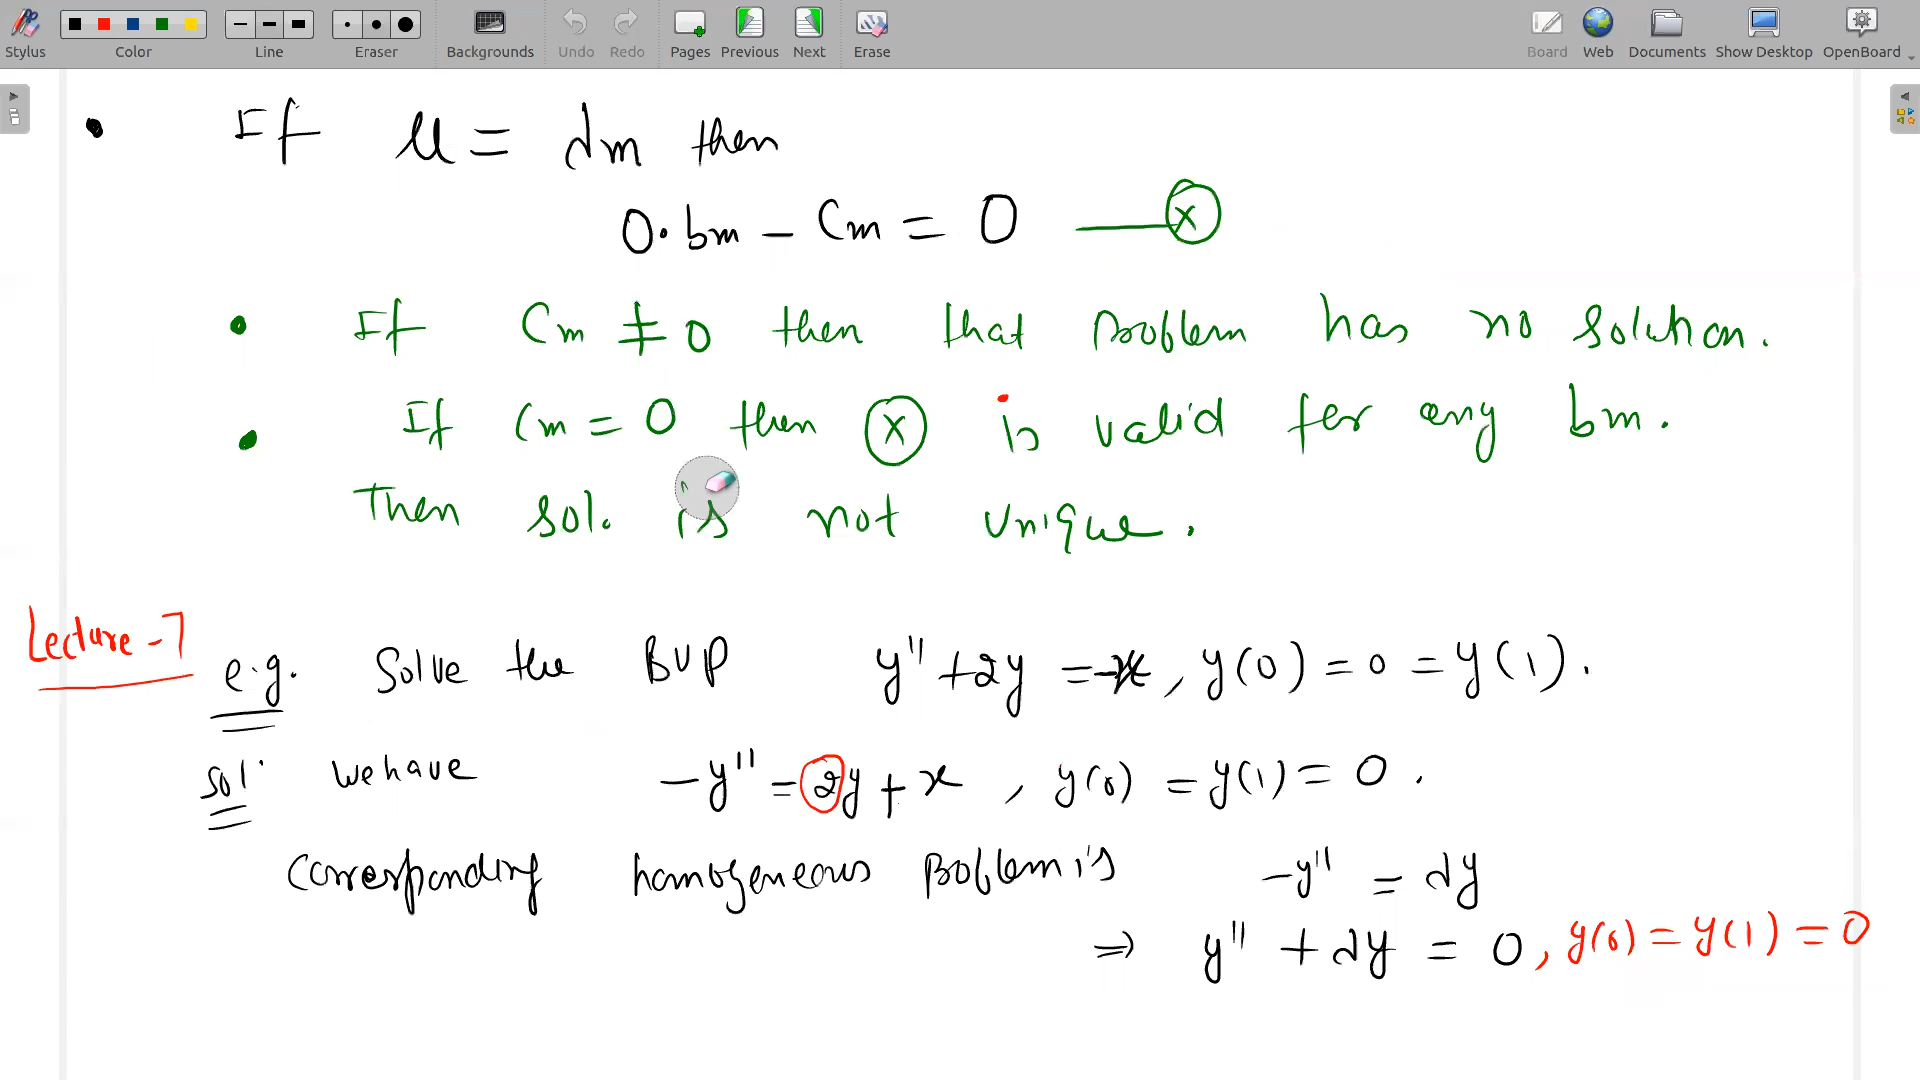 Stylus Color Line Eraser Backgrounds Undo Redo Pages Previous Next Erase Board Web Documents Show Desktop OpenBoard
• If μ = λm then
0·bm − Cm = 0 —— ⓧ
• If Cm ≠ 0 then that problem has no solution.
• If Cm = 0 then ⓧ is valid for any bm.
Then sol. is not unique.
Lecture-7
e.g. Solve the BVP y'' + 2y = -x, y(0) = 0 = y(1).
sol: we have -y'' = 2y + x, y(0) = y(1) = 0.
Corresponding homogeneous problem is -y'' = λy
⇒ y'' + λy = 0, y(0) = y(1) = 0